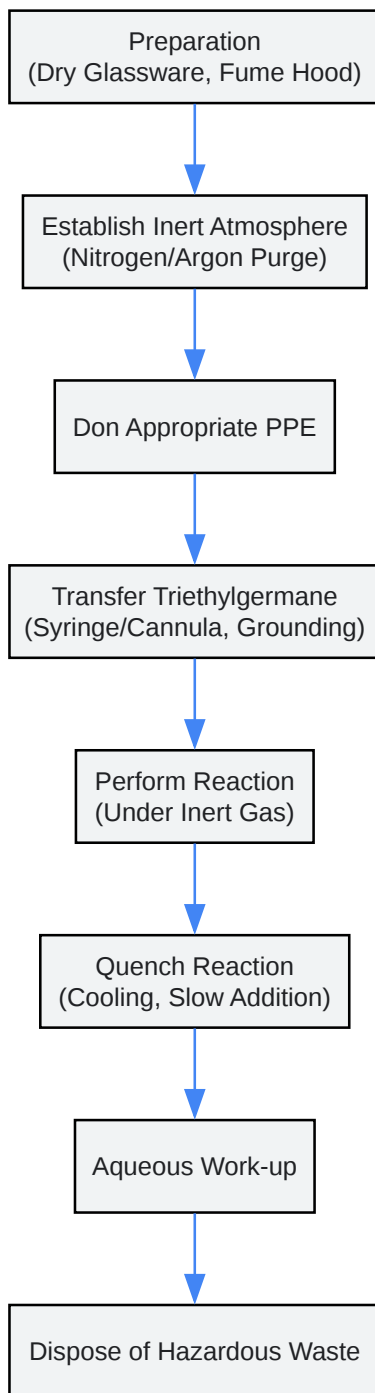 Preparation
(Dry Glassware, Fume Hood)
Establish Inert Atmosphere
(Nitrogen/Argon Purge)
Don Appropriate PPE
Transfer Triethylgermane
(Syringe/Cannula, Grounding)
Perform Reaction
(Under Inert Gas)
Quench Reaction
(Cooling, Slow Addition)
Aqueous Work-up
Dispose of Hazardous Waste